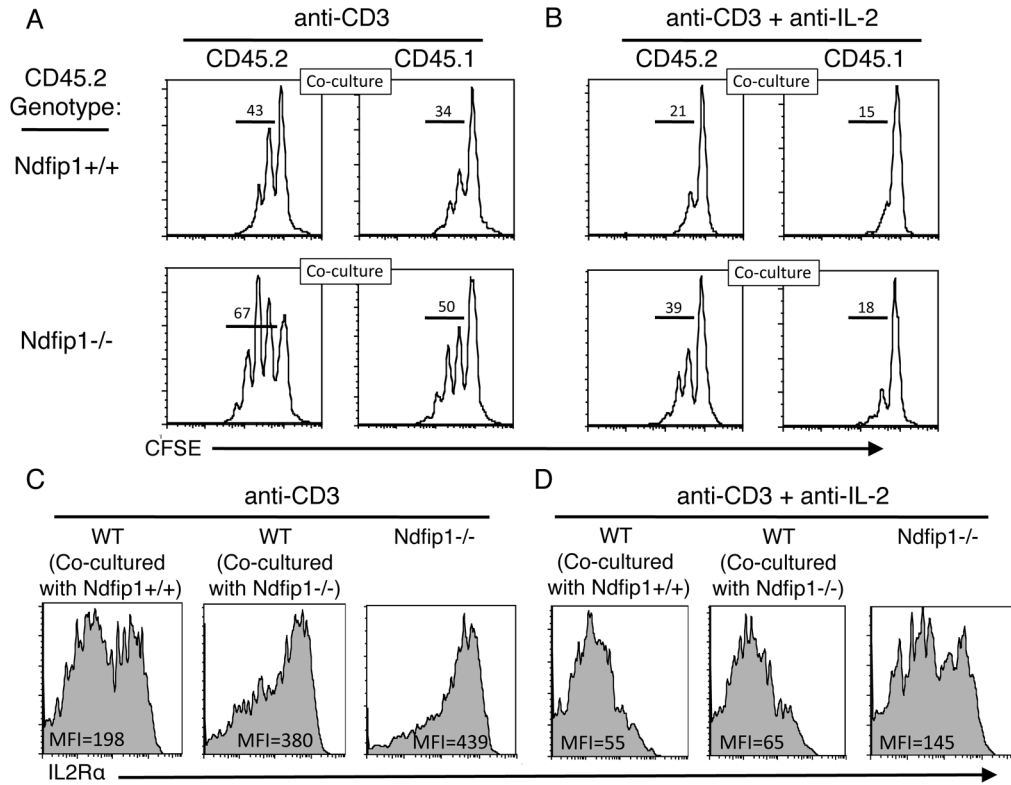 A
anti-CD3
CD45.2
CD45.1
B
anti-CD3 + anti-IL-2
CD45.2
CD45.1
CD45.2
Genotype:
Ndfip1+/+
Co-culture
43
34
Co-culture
21
15
Ndfip1-/-
Co-culture
67
50
Co-culture
39
18
CFSE
C
anti-CD3
WT
(Co-cultured
with Ndfip1+/+)
WT
(Co-cultured
with Ndfip1-/-)
Ndfip1-/-
MFI=198
MFI=380
MFI=439
D
anti-CD3 + anti-IL-2
WT
(Co-cultured
with Ndfip1+/+)
WT
(Co-cultured
with Ndfip1-/-)
Ndfip1-/-
MFI=55
MFI=65
MFI=145
IL2Rα